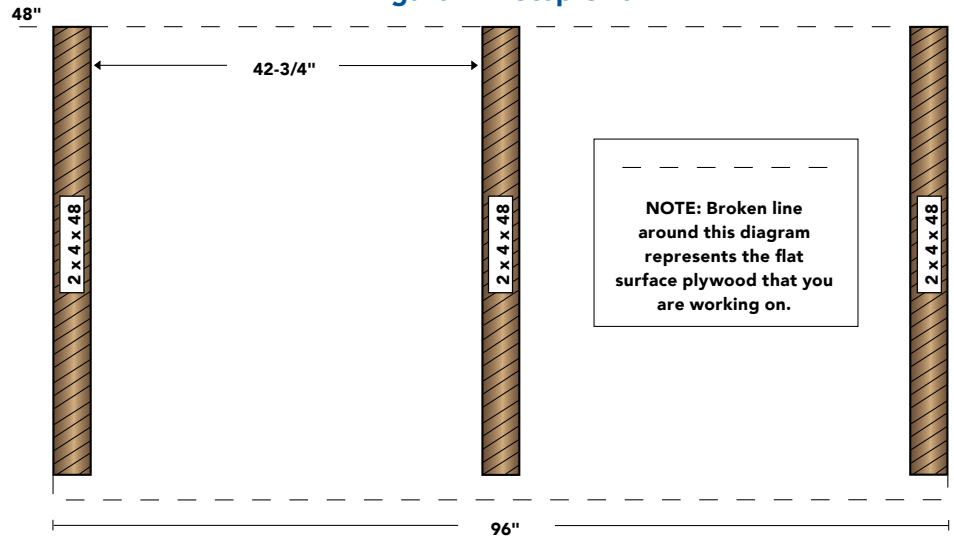 48"
42-3/4"
2 x 4 x 48
2 x 4 x 48
2 x 4 x 48
NOTE: Broken line
around this diagram
represents the flat
surface plywood that you
are working on.
96"